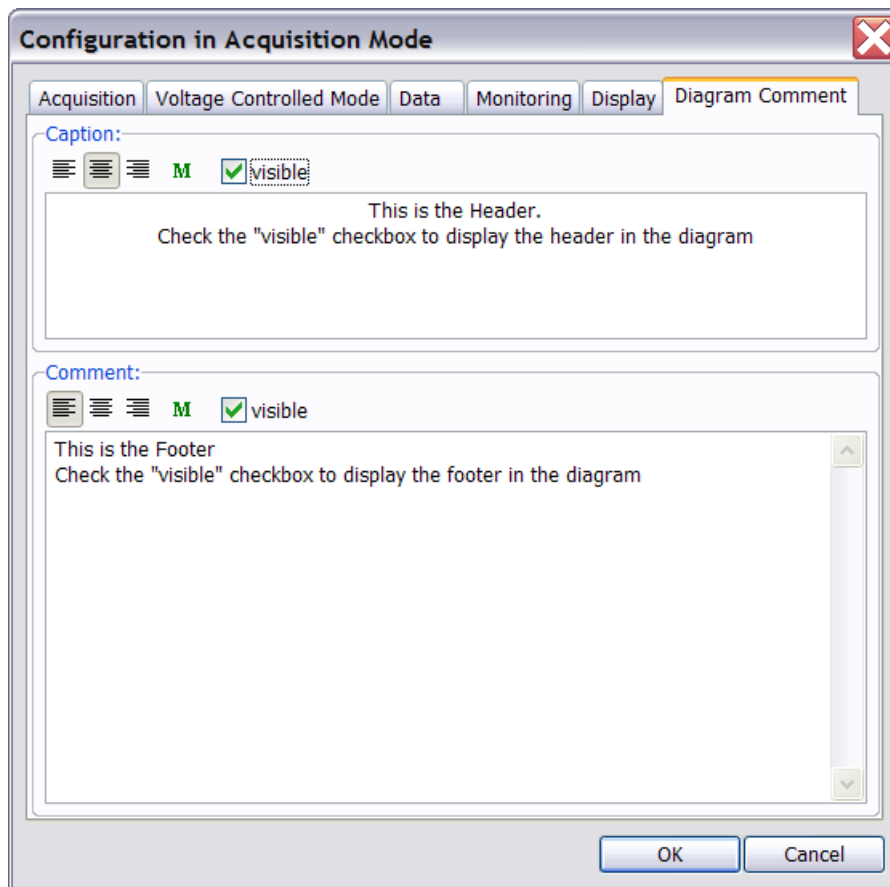 Configuration in Acquisition Mode
Acquisition Voltage Controlled Mode Data Monitoring Display Diagram Comment
Caption:
M visible
This is the Header.
Check the "visible" checkbox to display the header in the diagram
Comment:
M visible
This is the Footer
Check the "visible" checkbox to display the footer in the diagram
OK Cancel